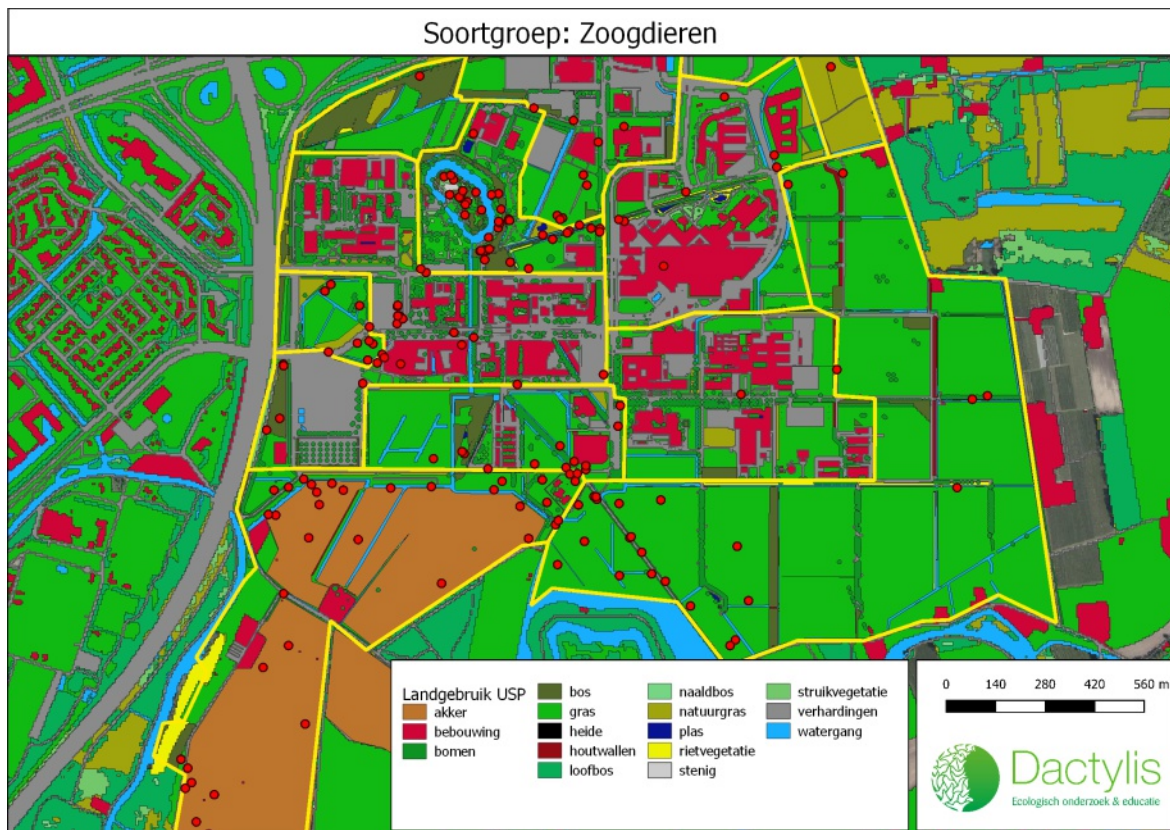 Soortgroep: Zoogdieren
USP
Landgebruik USP
akker
bebouwing
bomen
bos
gras
heide
houtwallen
loofbos
naaldbos
natuurgras
plas
rietvegetatie
stenig
struikvegetatie
verhardingen
watergang
0 140 280 420 560 m
Dactylis
Ecologisch onderzoek & educatie